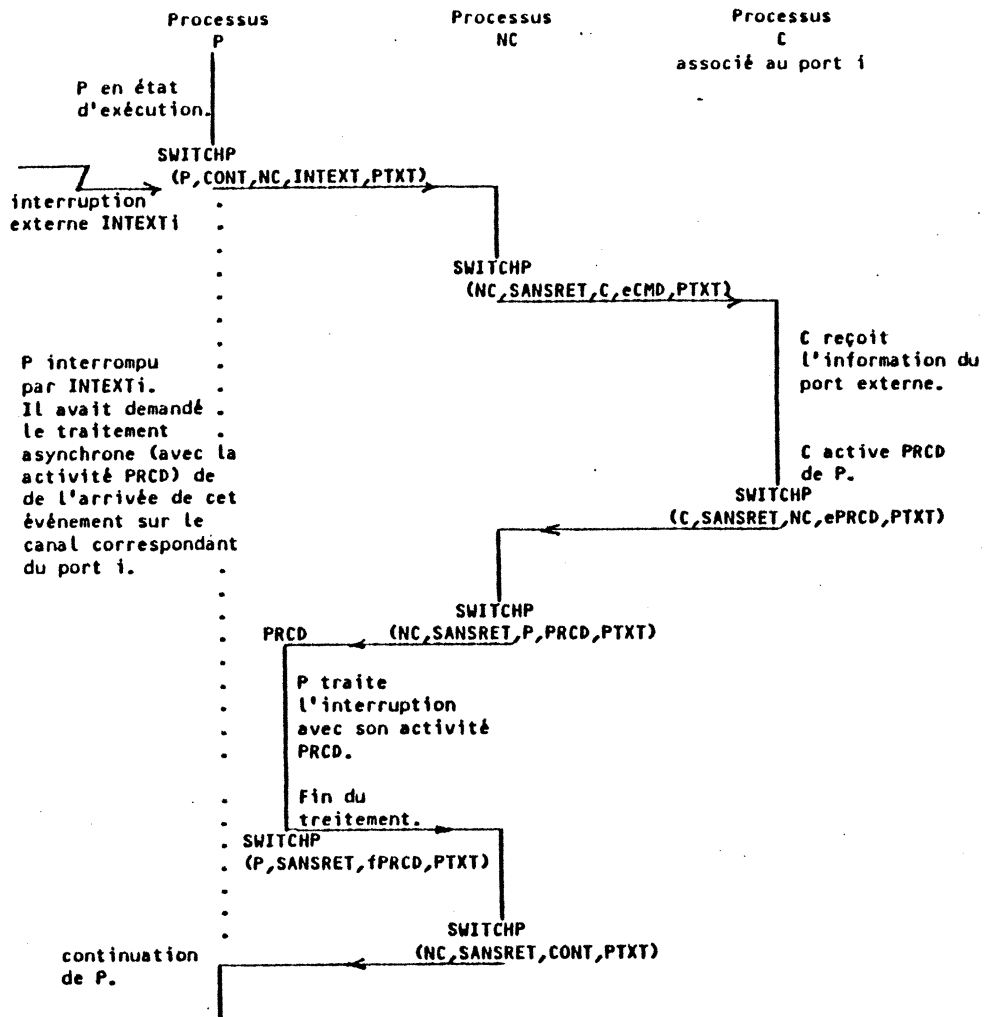 Processus
P
Processus
NC
Processus
C
associé au port i
P en état
d'exécution.
SWITCHP
(P,CONT,NC,INTEXT,PTXT)
interruption
externe INTEXTi
SWITCHP
(NC,SANSRET,C,eCMD,PTXT)
C reçoit
l'information du
port externe.
P interrompu
par INTEXTi.
Il avait demandé
le traitement
asynchrone (avec la
activité PRCD) de
de l'arrivée de cet
événement sur le
canal correspondant
du port i.
C active PRCD
de P.
SWITCHP
(C,SANSRET,NC,ePRCD,PTXT)
SWITCHP
(NC,SANSRET,P,PRCD,PTXT)
PRCD
P traite
l'interruption
avec son activité
PRCD.
Fin du
treitement.
SWITCHP
(P,SANSRET,fPRCD,PTXT)
SWITCHP
(NC,SANSRET,CONT,PTXT)
continuation
de P.